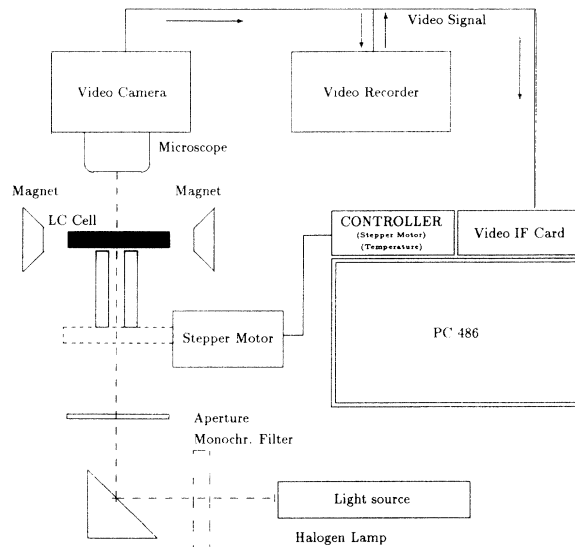 Video Signal
Video Camera
Video Recorder
Microscope
Magnet
Magnet
LC Cell
CONTROLLER
(Stepper Motor)
(Temperature)
Video IF Card
Stepper Motor
PC 486
Aperture
Monochr. Filter
Light source
Halogen Lamp